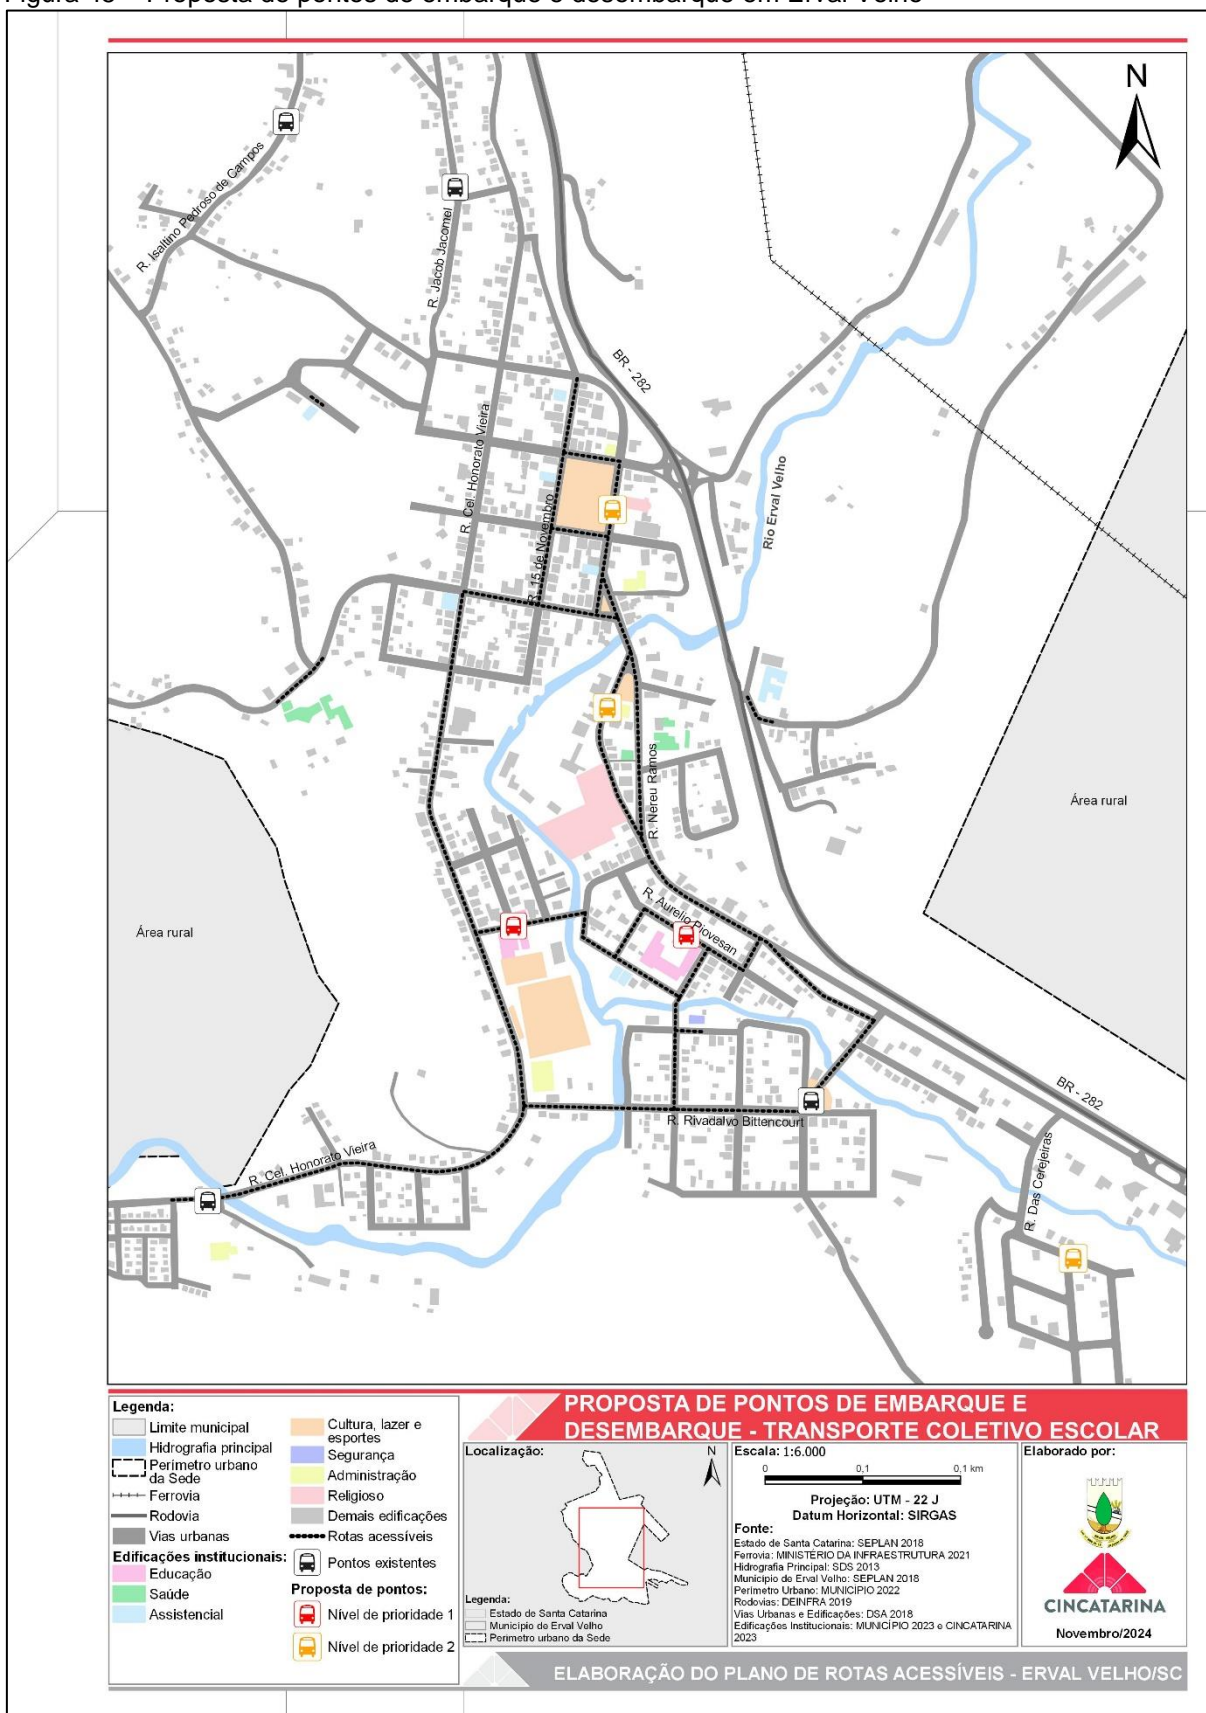 Figura 48 – Proposta de pontos de embarque e desembarque em Erval Velho
N
R. Isaltino Pedroso de Campos
R. Jacob Jacomel
BR - 282
R. Cel. Honorato Vieira
R. 15 de Novembro
Rio Erval Velho
R. Nereu Ramos
Área rural
Área rural
R. Aurelio Piovesan
BR - 282
R. Rivadalvo Bittencourt
R. Cel. Honorato Vieira
R. Das Cerejeiras
Legenda:
Limite municipal
Hidrografia principal
Perímetro urbano
da Sede
Ferrovia
Rodovia
Vias urbanas
Edificações institucionais:
Educação
Saúde
Assistencial
Cultura, lazer e
esportes
Segurança
Administração
Religioso
Demais edificações
Rotas acessíveis
Pontos existentes
Proposta de pontos:
Nível de prioridade 1
Nível de prioridade 2
PROPOSTA DE PONTOS DE EMBARQUE E
DESEMBARQUE - TRANSPORTE COLETIVO ESCOLAR
Localização:
N
Legenda:
Estado de Santa Catarina
Município de Erval Velho
Perímetro urbano da Sede
Escala: 1:6.000
0 0,1 0,1 km
Projeção: UTM - 22 J
Datum Horizontal: SIRGAS
Fonte:
Estado de Santa Catarina: SEPLAN 2018
Ferrovia: MINISTÉRIO DA INFRAESTRUTURA 2021
Hidrografia Principal: SDS 2013
Município de Erval Velho: SEPLAN 2018
Perímetro Urbano: MUNICÍPIO 2022
Rodovias: DEINFRA 2019
Vias Urbanas e Edificações: DSA 2018
Edificações Institucionais: MUNICÍPIO 2023 e CINCATARINA
2023
Elaborado por:
CINCATARINA
Novembro/2024
ELABORAÇÃO DO PLANO DE ROTAS ACESSÍVEIS - ERVAL VELHO/SC